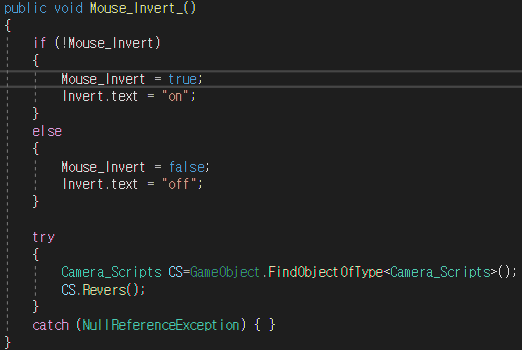 public void Mouse_Invert_()
{
if (!Mouse_Invert)
{
Mouse_Invert = true;
Invert.text = "on";
}
else
{
Mouse_Invert = false;
Invert.text = "off";
}
try
{
Camera_Scripts CS=GameObject.FindObjectOfType<Camera_Scripts>();
CS.Revers();
}
catch (NullReferenceException) { }
}